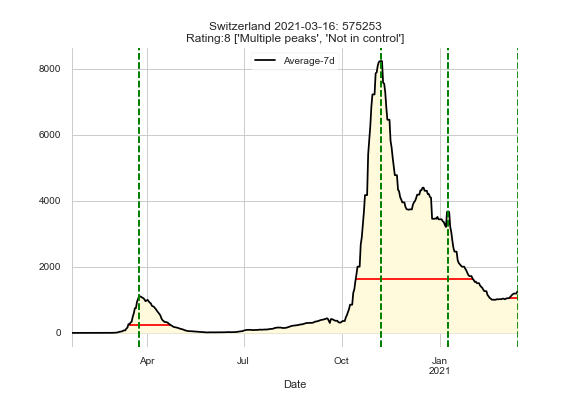 Switzerland 2021-03-16: 575253
Rating:8 ['Multiple peaks', 'Not in control']
Average-7d
8000
6000
4000
2000
0
Apr
Jul
Oct
Jan
2021
Date